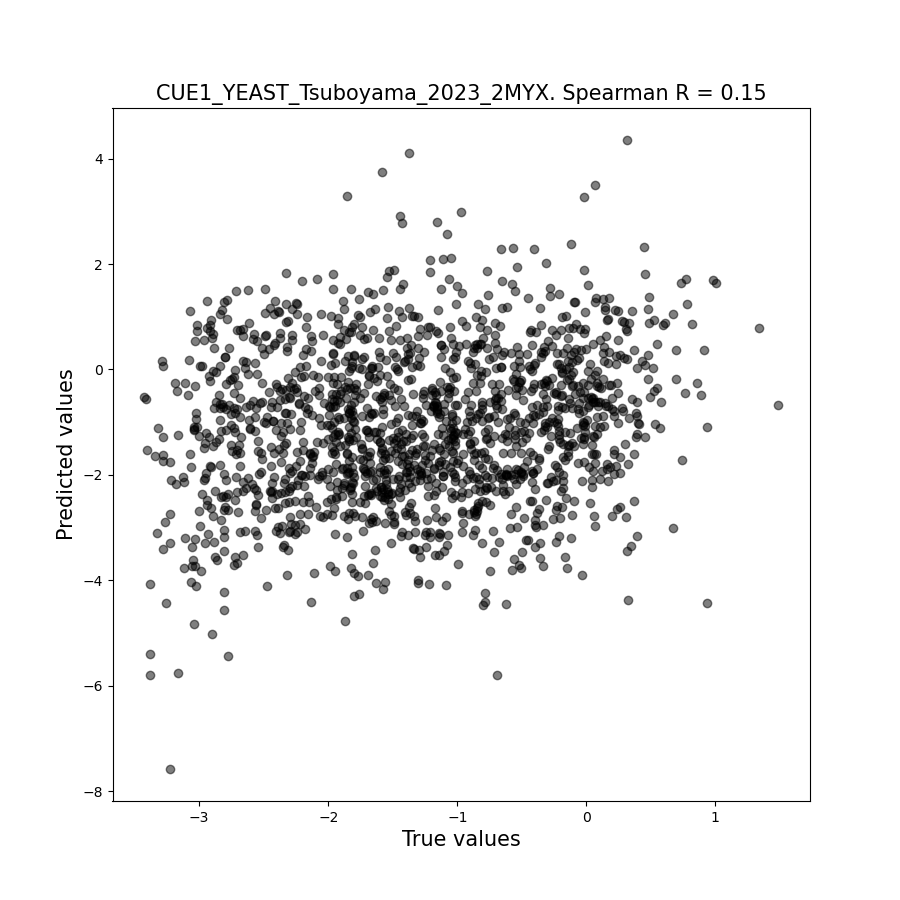 CUE1_YEAST_Tsuboyama_2023_2MYX. Spearman R = 0.15
4
2
0
−2
−4
−6
−8
Predicted values
−3 −2 −1 0 1
True values